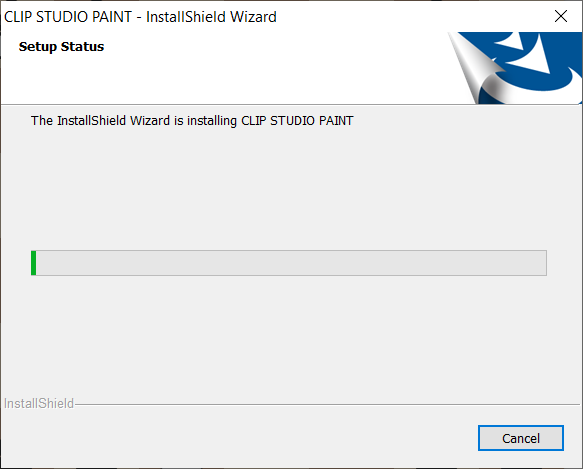 CLIP STUDIO PAINT - InstallShield Wizard
Setup Status
The InstallShield Wizard is installing CLIP STUDIO PAINT
InstallShield
Cancel